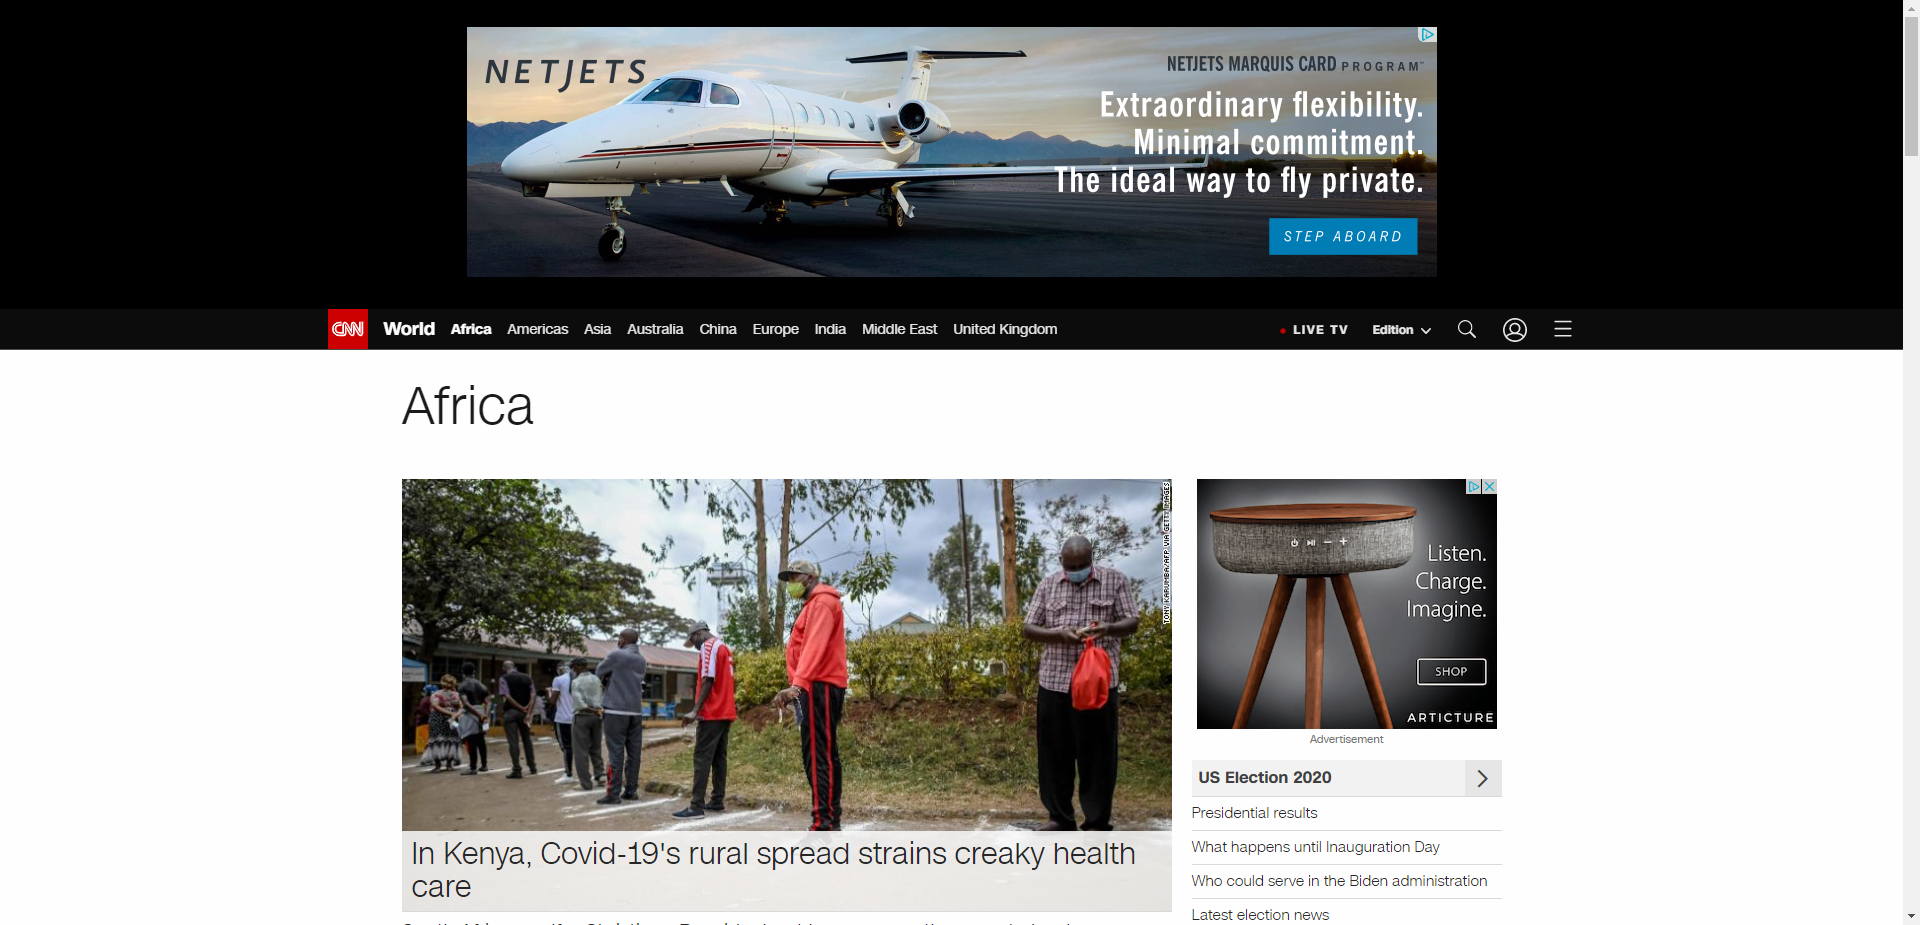 NETJETS
NETJETS MARQUIS CARD PROGRAM™
Extraordinary flexibility.
Minimal commitment.
The ideal way to fly private.
STEP ABOARD
CNN World Africa Americas Asia Australia China Europe India Middle East United Kingdom LIVE TV Edition
Africa
TONY KARUMBA/AFP VIA GETTY IMAGES
In Kenya, Covid-19's rural spread strains creaky health
care
Listen.
Charge.
Imagine.
SHOP
ARTICTURE
Advertisement
US Election 2020
Presidential results
What happens until Inauguration Day
Who could serve in the Biden administration
Latest election news